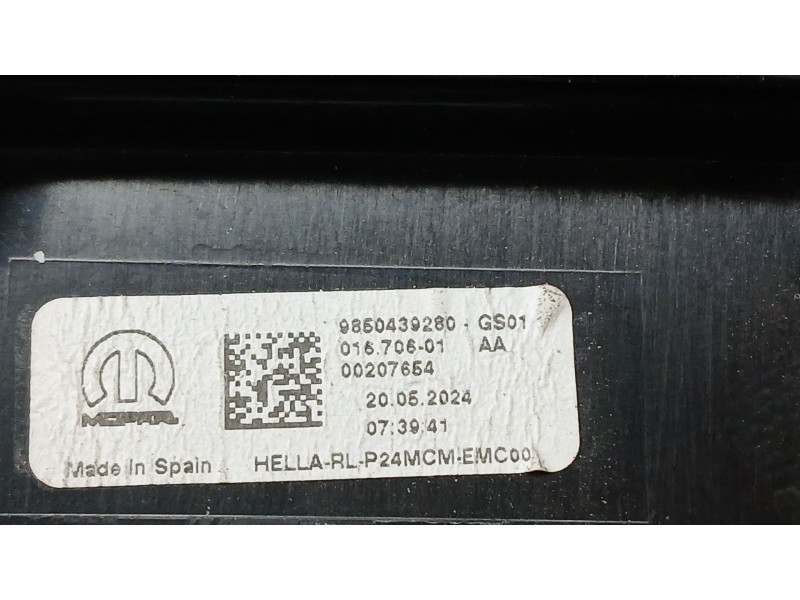 MOPAR
9850439280 - GS01
016.706-01 AA
00207654
20.05.2024
07:39:41
Made In Spain HELLA-RL-P24MCM-EMC00